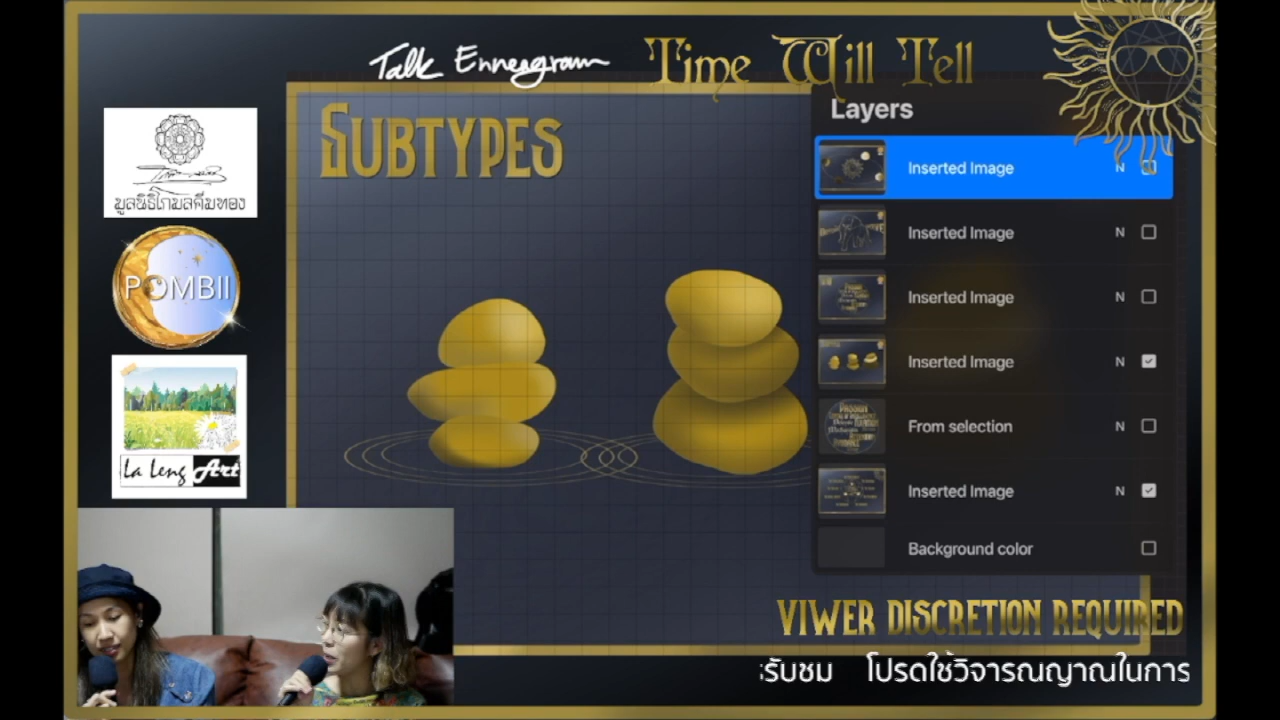 Talk Enneagram
Time Will Tell
Layers
SUBTYPES
Inserted Image N
Inserted Image N
Inserted Image N
Inserted Image N
From selection N
Inserted Image N
Background color
มูลนิธิโกมลคีมทอง
POMBII
La Leng Art
VIWER DISCRETION REQUIRED
รับชม โปรดใช้วิจารณญาณในการ